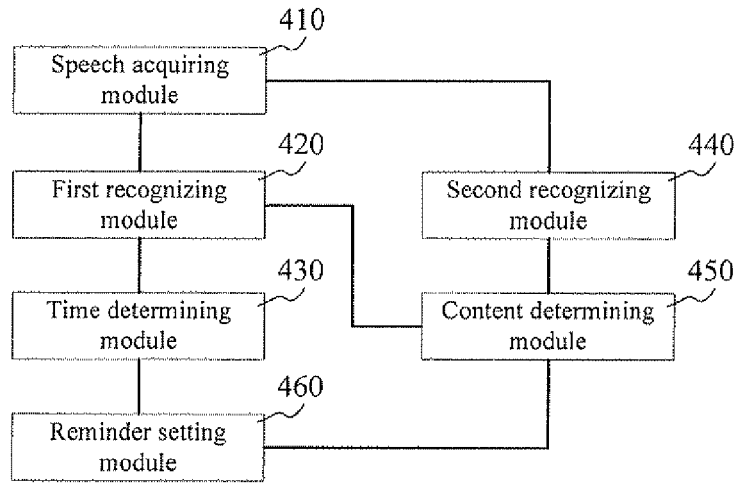 410
Speech acquiring
module
420
First recognizing
module
440
Second recognizing
module
430
Time determining
module
450
Content determining
module
460
Reminder setting
module